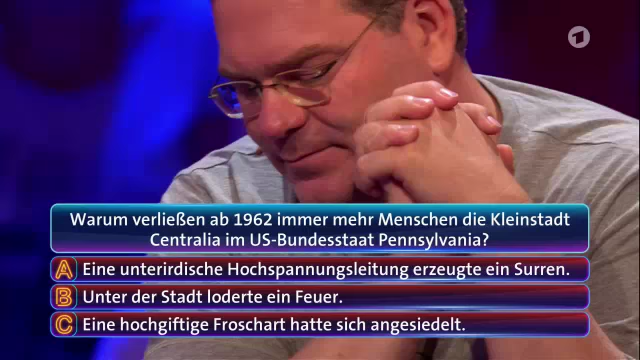 1
Warum verließen ab 1962 immer mehr Menschen die Kleinstadt
Centralia im US-Bundesstaat Pennsylvania?
A Eine unterirdische Hochspannungsleitung erzeugte ein Surren.
B Unter der Stadt loderte ein Feuer.
C Eine hochgiftige Froschart hatte sich angesiedelt.